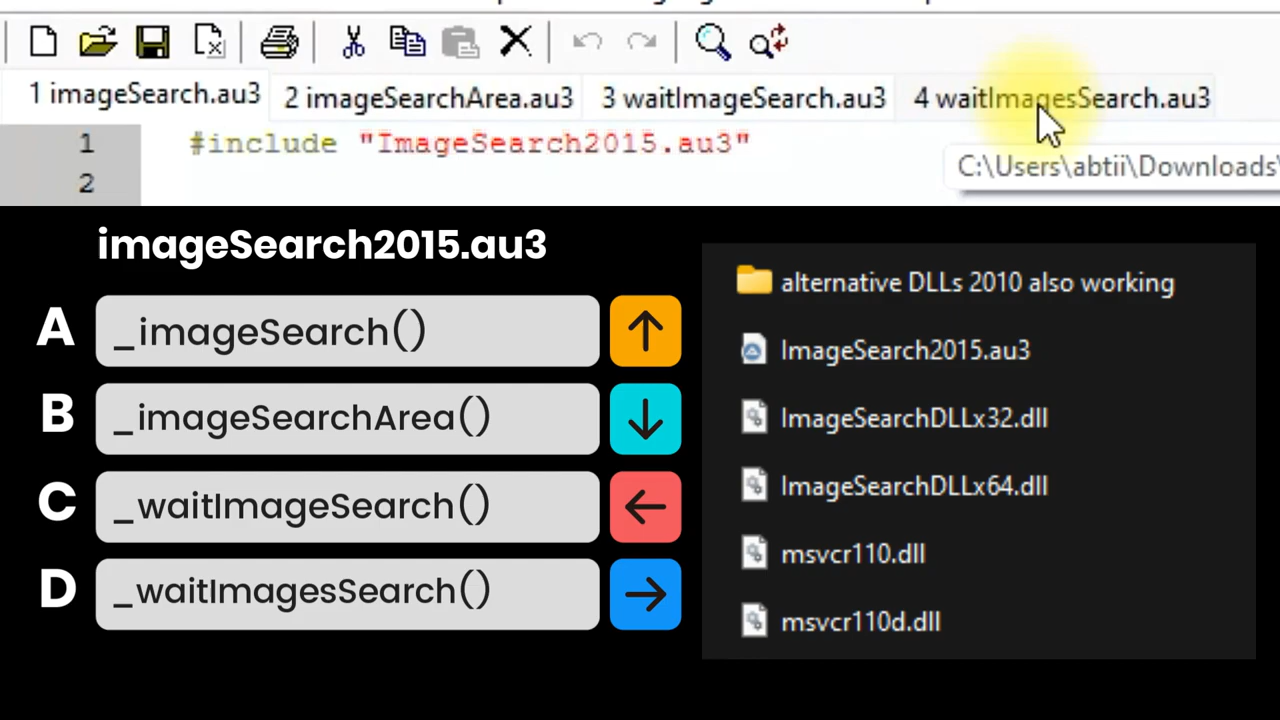 1 imageSearch.au3
2 imageSearchArea.au3
3 waitImageSearch.au3
4 waitImagesSearch.au3
1 #include "ImageSearch2015.au3"
2
C:\Users\abtii\Downloads\
imageSearch2015.au3
A _imageSearch()
B _imageSearchArea()
C _waitImageSearch()
D _waitImagesSearch()
alternative DLLs 2010 also working
ImageSearch2015.au3
ImageSearchDLLx32.dll
ImageSearchDLLx64.dll
msvcr110.dll
msvcr110d.dll